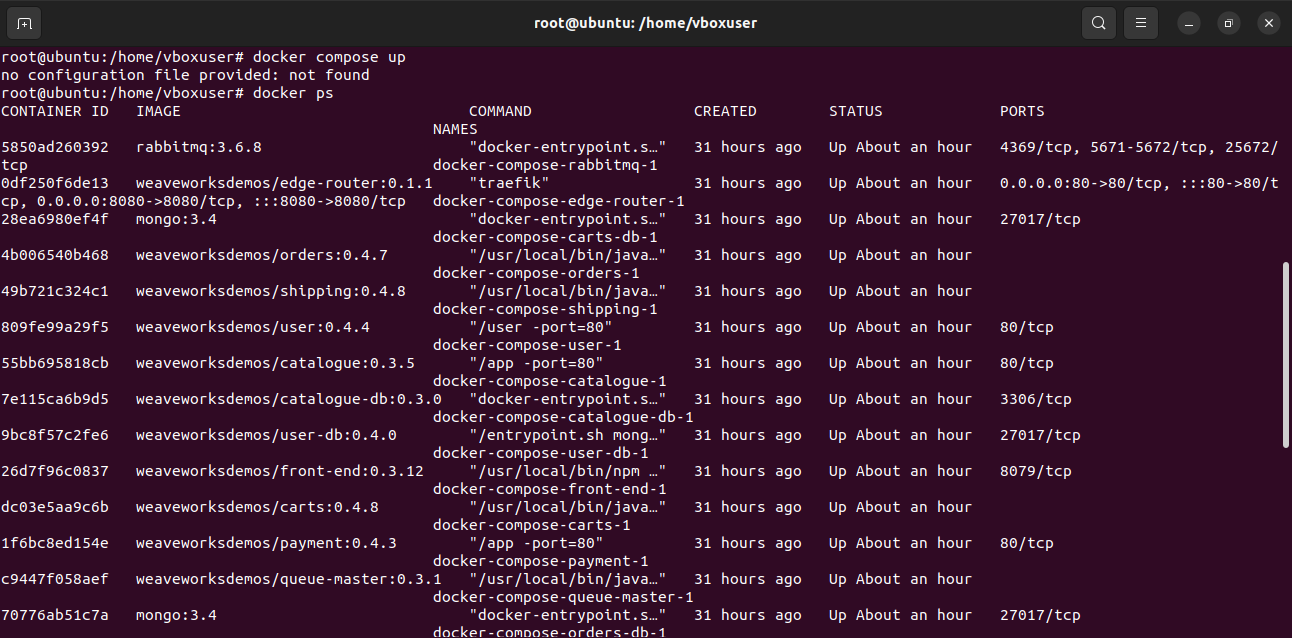 root@ubuntu: /home/vboxuser
root@ubuntu:/home/vboxuser# docker compose up
no configuration file provided: not found
root@ubuntu:/home/vboxuser# docker ps
CONTAINER ID   IMAGE                                COMMAND                  CREATED        STATUS             PORTS
NAMES
5850ad260392   rabbitmq:3.6.8                       "docker-entrypoint.s…"   31 hours ago   Up About an hour   4369/tcp, 5671-5672/tcp, 25672/
tcp                                             docker-compose-rabbitmq-1
0df250f6de13   weaveworksdemos/edge-router:0.1.1    "traefik"                31 hours ago   Up About an hour   0.0.0.0:80->80/tcp, :::80->80/t
cp, 0.0.0.0:8080->8080/tcp, :::8080->8080/tcp   docker-compose-edge-router-1
28ea6980ef4f   mongo:3.4                            "docker-entrypoint.s…"   31 hours ago   Up About an hour   27017/tcp
docker-compose-carts-db-1
4b006540b468   weaveworksdemos/orders:0.4.7         "/usr/local/bin/java…"   31 hours ago   Up About an hour
docker-compose-orders-1
49b721c324c1   weaveworksdemos/shipping:0.4.8       "/usr/local/bin/java…"   31 hours ago   Up About an hour
docker-compose-shipping-1
809fe99a29f5   weaveworksdemos/user:0.4.4           "/user -port=80"         31 hours ago   Up About an hour   80/tcp
docker-compose-user-1
55bb695818cb   weaveworksdemos/catalogue:0.3.5      "/app -port=80"          31 hours ago   Up About an hour   80/tcp
docker-compose-catalogue-1
7e115ca6b9d5   weaveworksdemos/catalogue-db:0.3.0   "docker-entrypoint.s…"   31 hours ago   Up About an hour   3306/tcp
docker-compose-catalogue-db-1
9bc8f57c2fe6   weaveworksdemos/user-db:0.4.0        "/entrypoint.sh mong…"   31 hours ago   Up About an hour   27017/tcp
docker-compose-user-db-1
26d7f96c0837   weaveworksdemos/front-end:0.3.12     "/usr/local/bin/npm …"   31 hours ago   Up About an hour   8079/tcp
docker-compose-front-end-1
dc03e5aa9c6b   weaveworksdemos/carts:0.4.8          "/usr/local/bin/java…"   31 hours ago   Up About an hour
docker-compose-carts-1
1f6bc8ed154e   weaveworksdemos/payment:0.4.3        "/app -port=80"          31 hours ago   Up About an hour   80/tcp
docker-compose-payment-1
c9447f058aef   weaveworksdemos/queue-master:0.3.1   "/usr/local/bin/java…"   31 hours ago   Up About an hour
docker-compose-queue-master-1
70776ab51c7a   mongo:3.4                            "docker-entrypoint.s…"   31 hours ago   Up About an hour   27017/tcp
docker-compose-orders-db-1